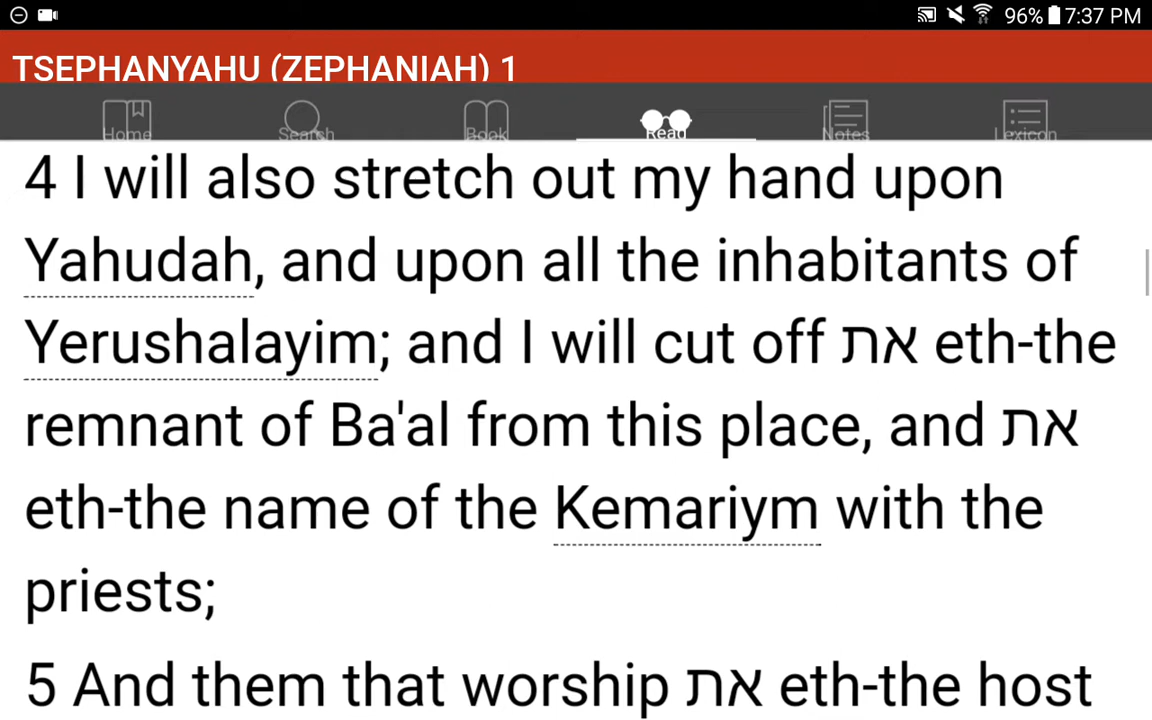 96% 7:37 PM
TSEPHANYAHU (ZEPHANIAH) 1
Home Search Book Read Notes Lexicon
4 I will also stretch out my hand upon
Yahudah, and upon all the inhabitants of
Yerushalayim; and I will cut off את eth-the
remnant of Ba'al from this place, and את
eth-the name of the Kemariym with the
priests;
5 And them that worship את eth-the host